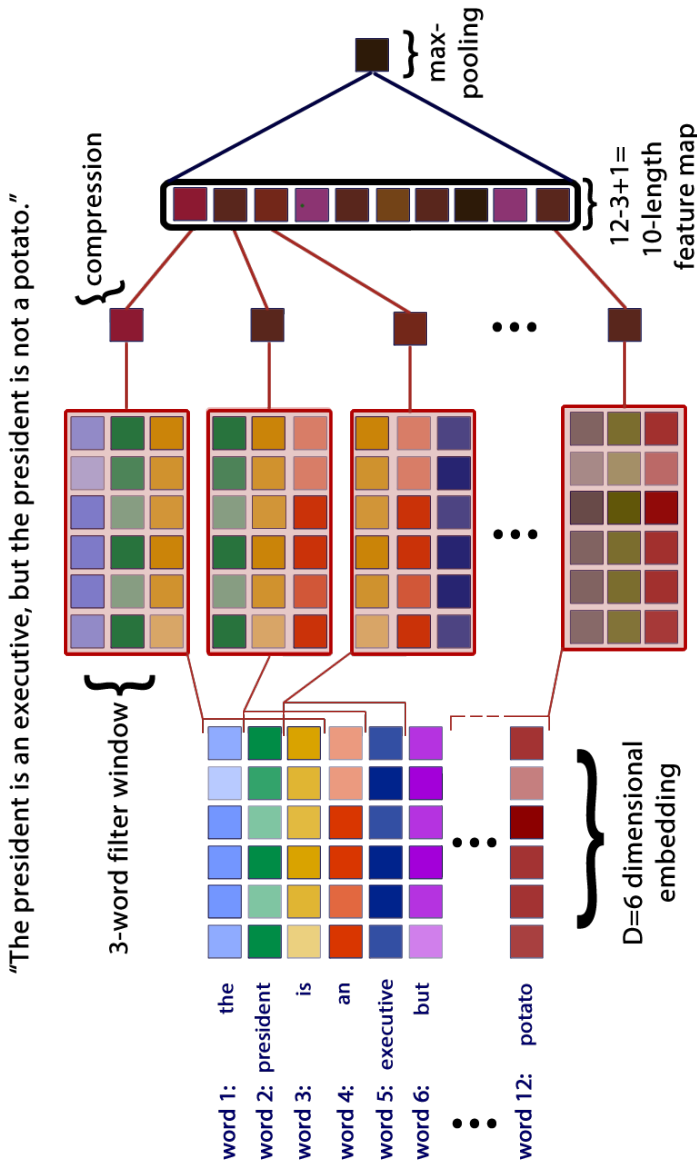 “The president is an executive, but the president is not a potato.”
3-word filter window
compression
max-
pooling
word 1: the
word 2: president
word 3: is
word 4: an
word 5: executive
word 6: but
word 12: potato
D=6 dimensional
embedding
12-3+1=
10-length
feature map